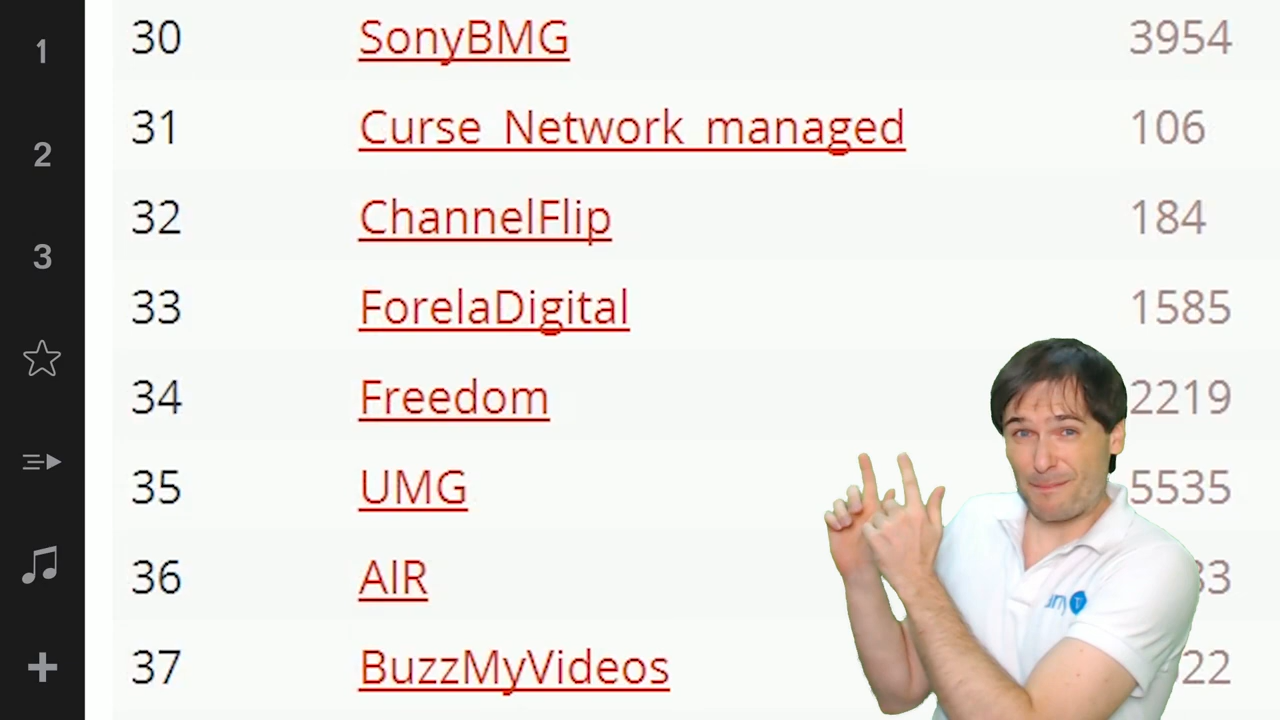 1
2
3
30 SonyBMG 3954
31 Curse Network managed 106
32 ChannelFlip 184
33 ForelaDigital 1585
34 Freedom 2219
35 UMG 5535
36 AIR
37 BuzzMyVideos